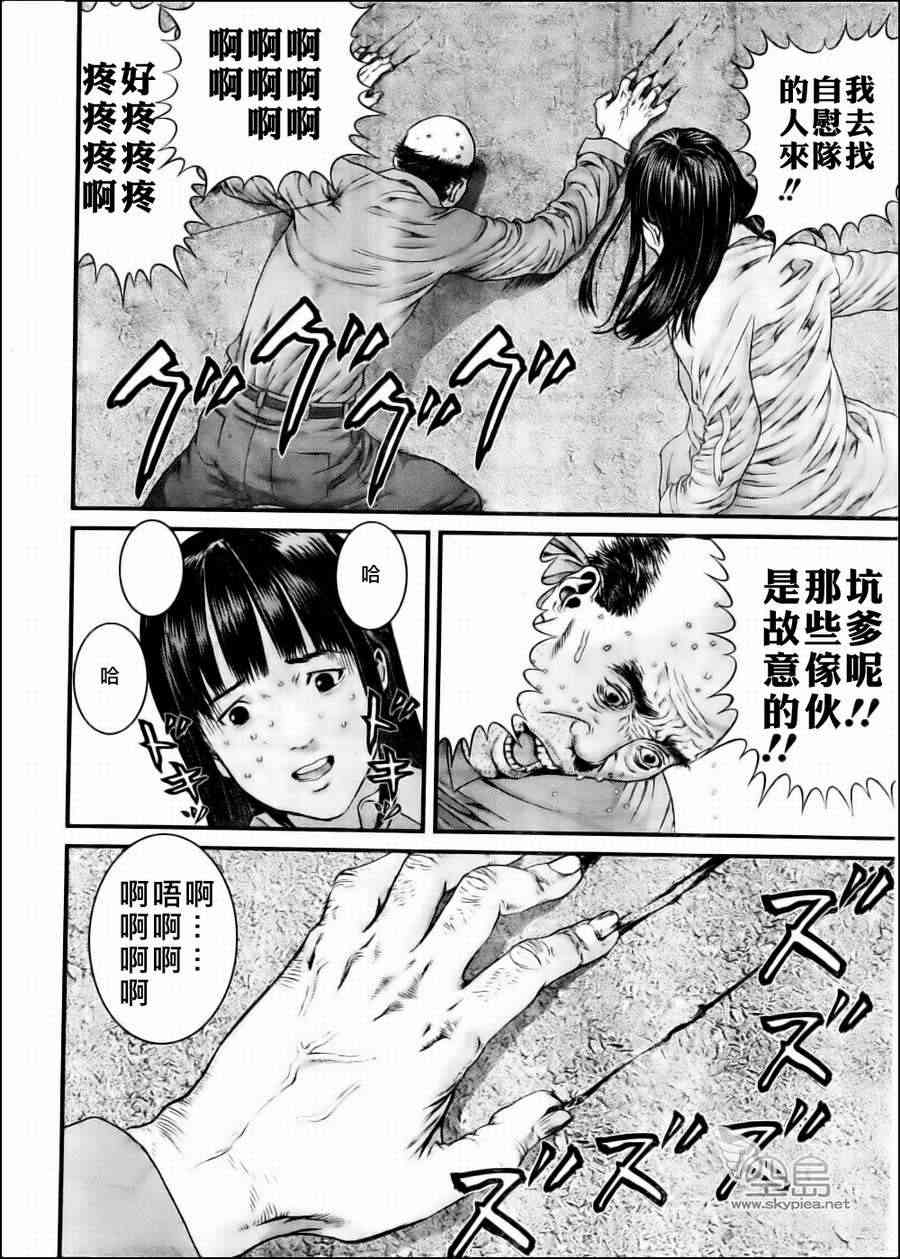 我去找
自慰隊
的人來
!!
啊啊啊
啊啊啊
啊啊
好疼疼疼
疼疼疼啊
グググググ
坑爹呢!!
那些傢伙
是故意的!!
哈
哈
ドキ
ドキ
啊……
唔啊啊
啊啊啊啊
ズズズズズ
空島
www.skypiea.net